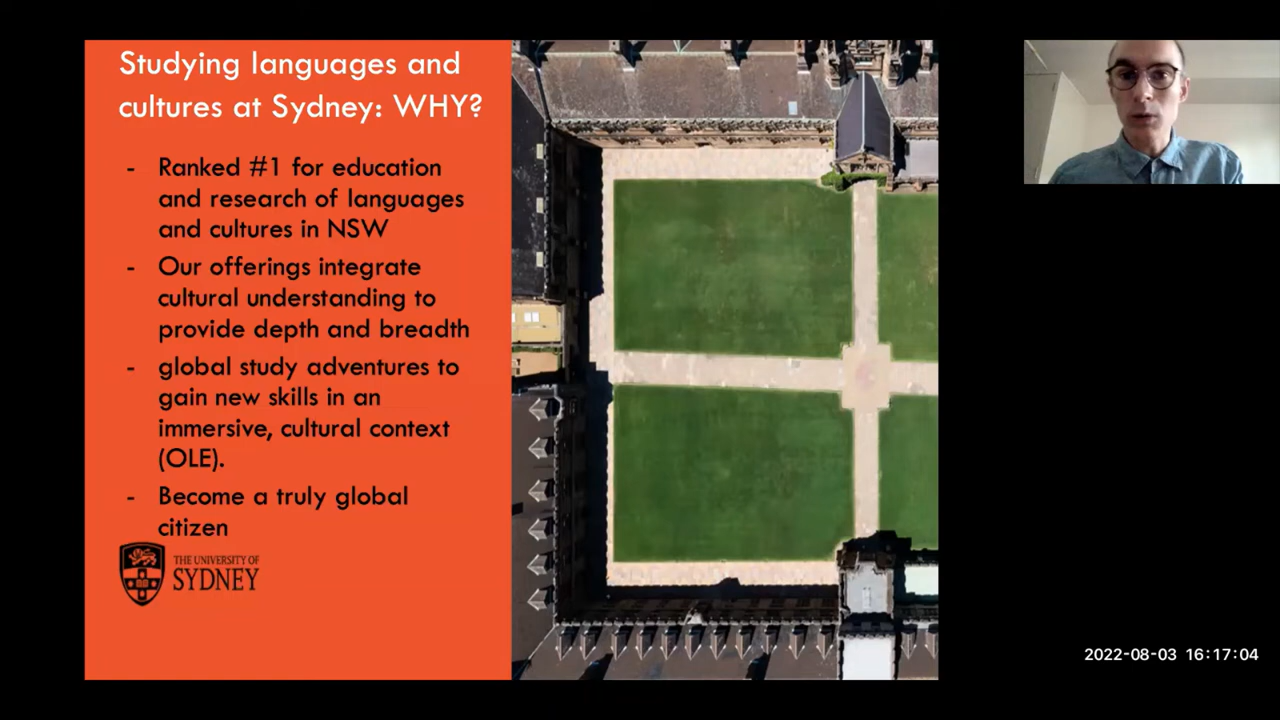 Studying languages and
cultures at Sydney: WHY?
- Ranked #1 for education
and research of languages
and cultures in NSW
- Our offerings integrate
cultural understanding to
provide depth and breadth
- global study adventures to
gain new skills in an
immersive, cultural context
(OLE).
- Become a truly global
citizen
THE UNIVERSITY OF
SYDNEY
2022-08-03 16:17:04